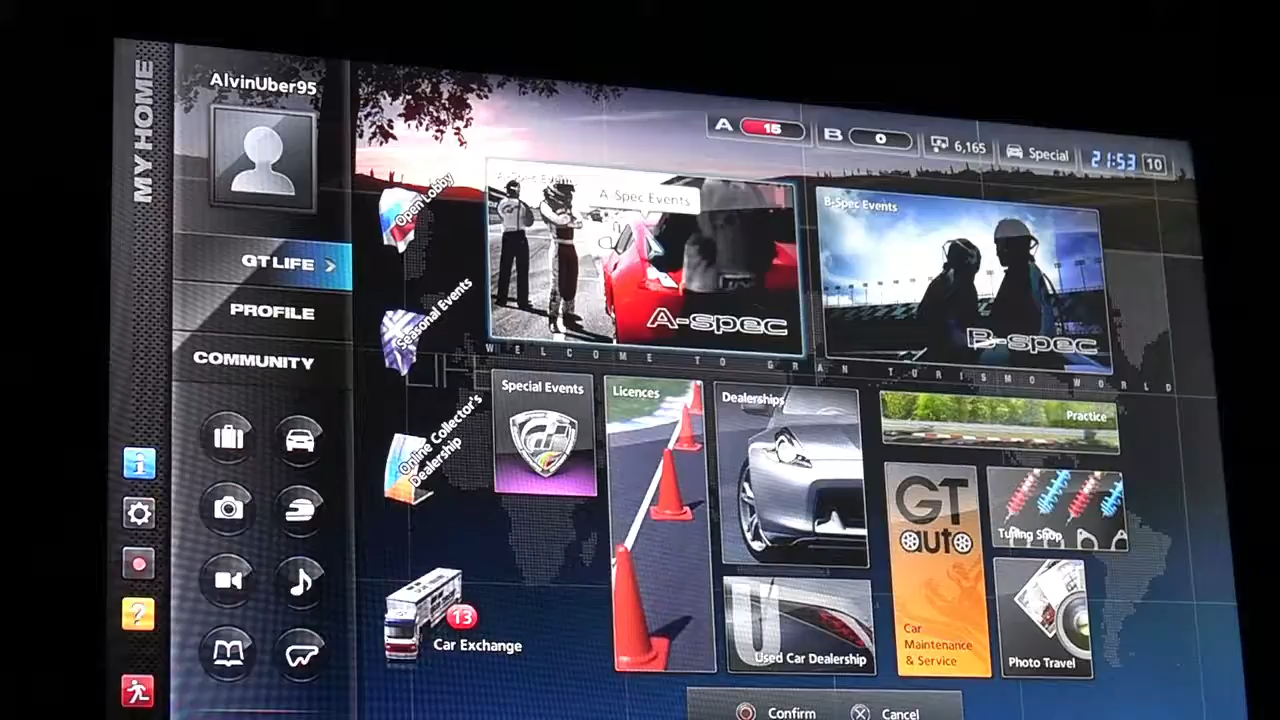 MY HOME
AlvinUber95
GT LIFE
PROFILE
COMMUNITY
A 15
B 0
6,165
Special
21:53 10
Open Lobby
Seasonal Events
Online Collector's
Dealership
13
Car Exchange
A-Spec Events
A-Spec Events
A-spec
B-Spec Events
B-spec
WELCOME TO GRAN TURISMO WORLD
Special Events
Licences
Dealerships
Used Car Dealership
Practice
GT
auto
Car
Maintenance
& Service
Tuning Shop
Photo Travel
Confirm
Cancel